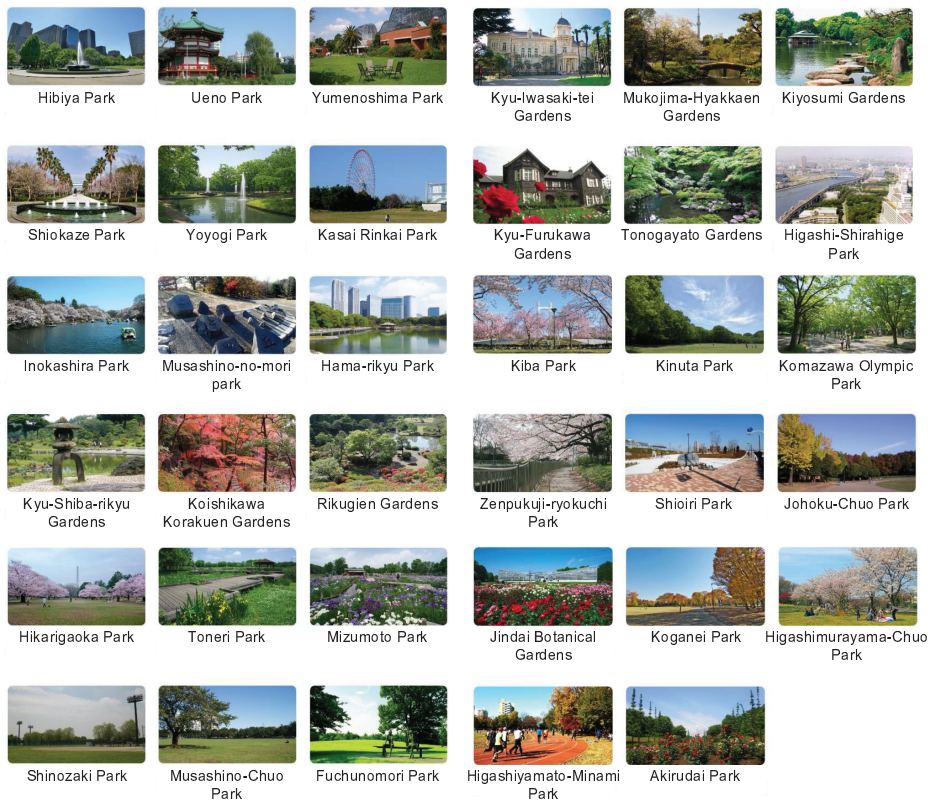 Hibiya Park
Ueno Park
Yumenoshima Park
Kyu-Iwasaki-tei
Gardens
Mukojima-Hyakkaen
Gardens
Kiyosumi Gardens
Shiokaze Park
Yoyogi Park
Kasai Rinkai Park
Kyu-Furukawa
Gardens
Tonogayato Gardens
Higashi-Shirahige
Park
Inokashira Park
Musashino-no-mori
park
Hama-rikyu Park
Kiba Park
Kinuta Park
Komazawa Olympic
Park
Kyu-Shiba-rikyu
Gardens
Koishikawa
Korakuen Gardens
Rikugien Gardens
Zenpukuji-ryokuchi
Park
Shioiri Park
Johoku-Chuo Park
Hikarigaoka Park
Toneri Park
Mizumoto Park
Jindai Botanical
Gardens
Koganei Park
Higashimurayama-Chuo
Park
Shinozaki Park
Musashino-Chuo
Park
Fuchunomori Park
Higashiyamato-Minami
Park
Akirudai Park